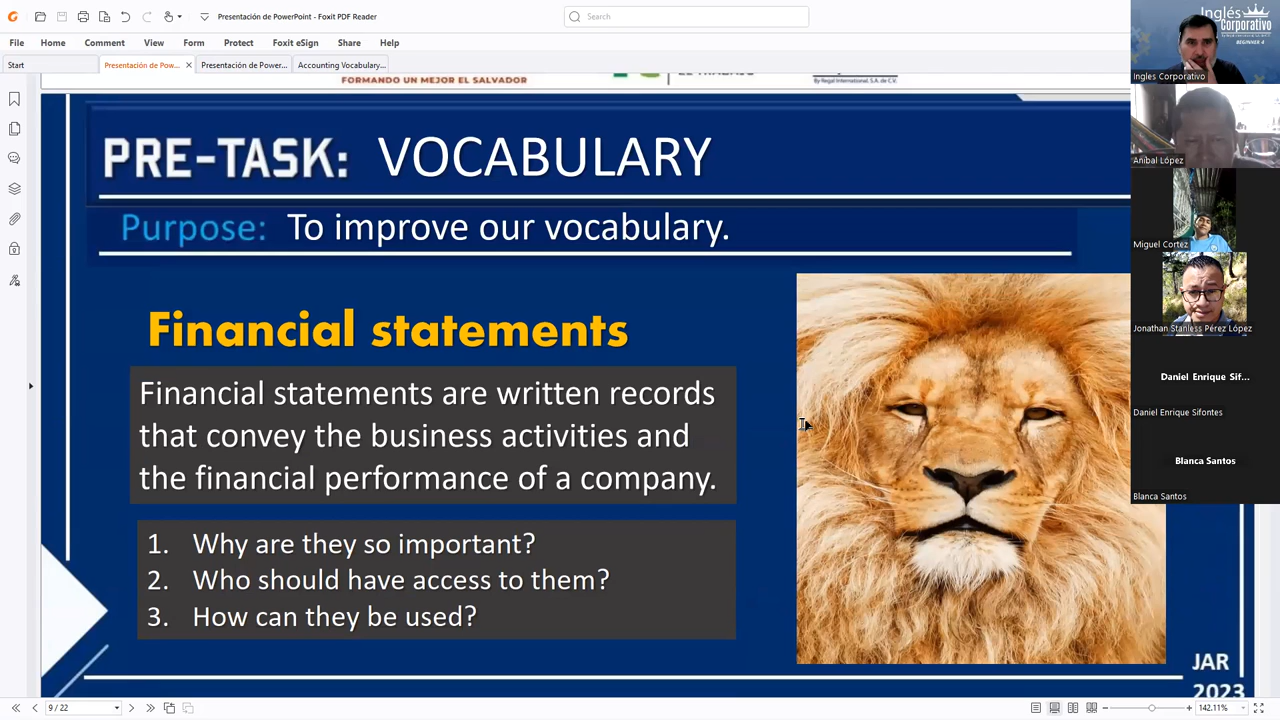 Presentación de PowerPoint - Foxit PDF Reader
Search
File Home Comment View Form Protect Foxit eSign Share Help
Start
Presentación de Pow...
Presentación de Power...
Accounting Vocabulary...
FORMANDO UN MEJOR EL SALVADOR
EL TRABAJO
By Regal International, S.A. de C.V.
PRE-TASK: VOCABULARY
Purpose: To improve our vocabulary.
Financial statements
Financial statements are written records
that convey the business activities and
the financial performance of a company.
1. Why are they so important?
2. Who should have access to them?
3. How can they be used?
JAR
2023
Inglés
Corporativo
BEGINNER 4
Ingles Corporativo
Anibal López
Miguel Cortez
Jonathan Stanless Pérez López
Daniel Enrique Sif...
Daniel Enrique Sifontes
Blanca Santos
Blanca Santos
9 / 22
142.11%